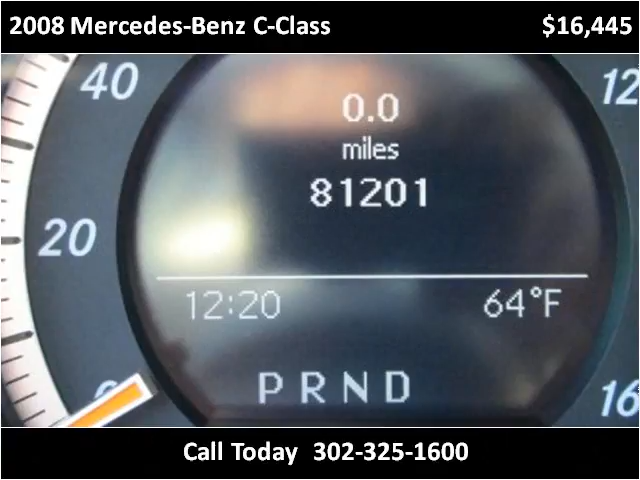 2008 Mercedes-Benz C-Class $16,445
40 0.0 12
miles
81201
20
12:20 64°F
0 P R N D 16
Call Today 302-325-1600